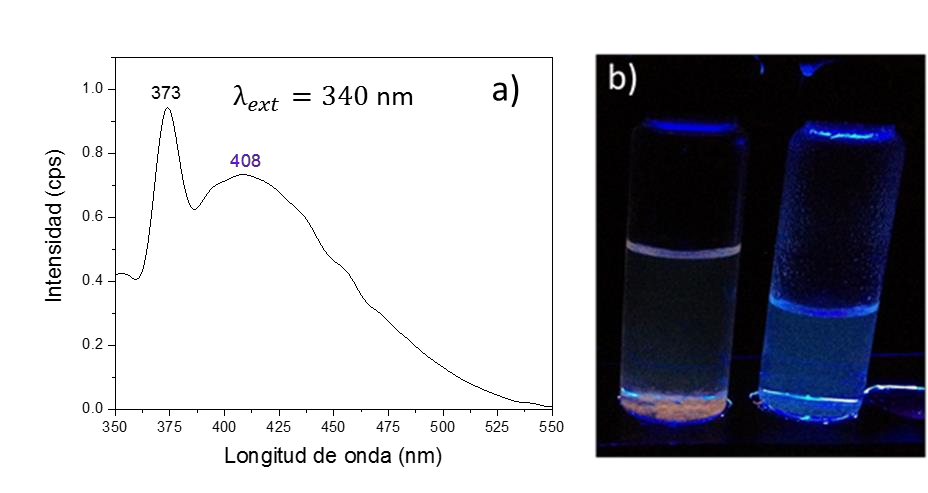 a)
λext = 340 nm
373
408
1.0
0.8
0.6
0.4
0.2
0.0
Intensidad (cps)
350 375 400 425 450 475 500 525 550
Longitud de onda (nm)
b)